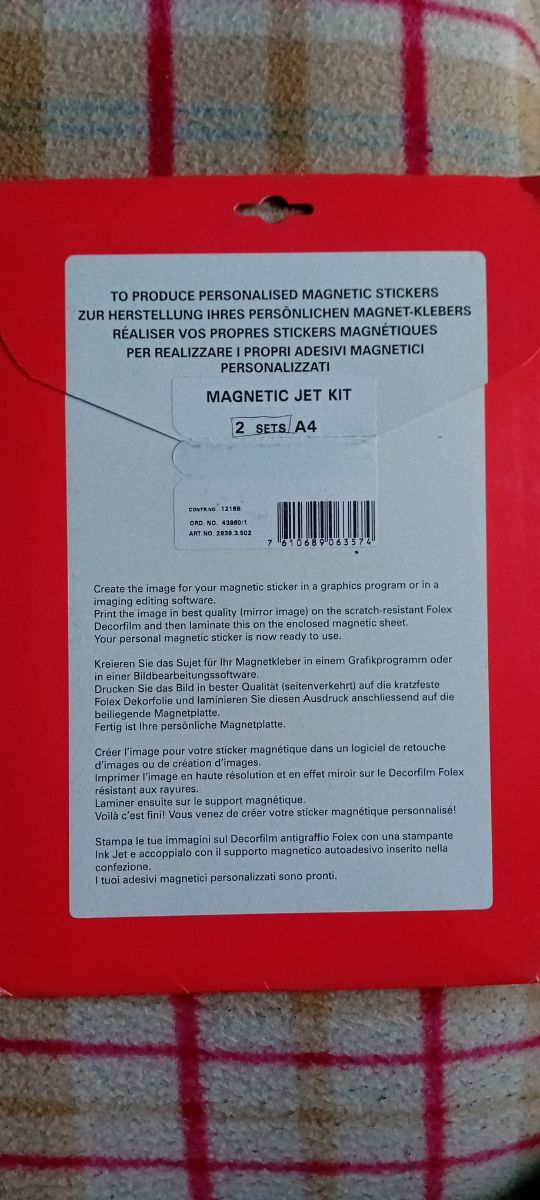 TO PRODUCE PERSONALISED MAGNETIC STICKERS
ZUR HERSTELLUNG IHRES PERSÖNLICHEN MAGNET-KLEBERS
RÉALISER VOS PROPRES STICKERS MAGNÉTIQUES
PER REALIZZARE I PROPRI ADESIVI MAGNETICI
PERSONALIZZATI
MAGNETIC JET KIT
2 SETS A4
CONTR.NO 12169
ORD. NO. 43960/1
ART NO. 2939.3.502
7 610689 063574
Create the image for your magnetic sticker in a graphics program or in a
imaging editing software.
Print the image in best quality (mirror image) on the scratch-resistant Folex
Decorfilm and then laminate this on the enclosed magnetic sheet.
Your personal magnetic sticker is now ready to use.
Kreieren Sie das Sujet für Ihr Magnetkleber in einem Grafikprogramm oder
in einer Bildbearbeitungssoftware.
Drucken Sie das Bild in bester Qualität (seitenverkehrt) auf die kratzfeste
Folex Dekorfolie und laminieren Sie diesen Ausdruck anschliessend auf die
beiliegende Magnetplatte.
Fertig ist Ihre persönliche Magnetplatte.
Créer l'image pour votre sticker magnétique dans un logiciel de retouche
d'images ou de création d'images.
Imprimer l'image en haute résolution et en effet miroir sur le Decorfilm Folex
résistant aux rayures.
Laminer ensuite sur le support magnétique.
Voilà c'est fini! Vous venez de créer votre sticker magnétique personnalisé!
Stampa le tue immagini sul Decorfilm antigraffio Folex con una stampante
Ink Jet e accoppialo con il supporto magnetico autoadesivo inserito nella
confezione.
I tuoi adesivi magnetici personalizzati sono pronti.